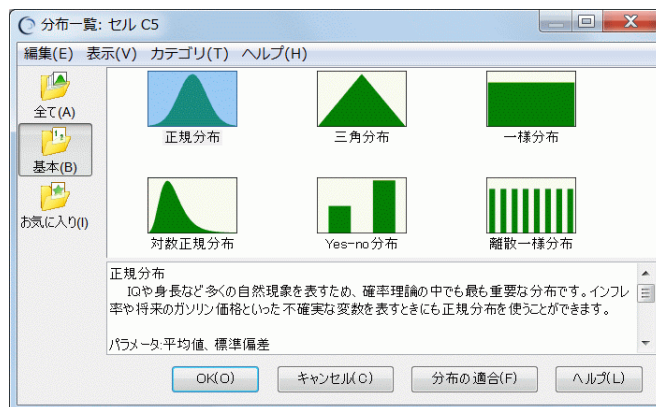 分布一覧: セル C5
編集(E) 表示(V) カテゴリ(T) ヘルプ(H)
全て(A)
基本(B)
お気に入り(I)
正規分布 三角分布 一様分布
対数正規分布 Yes-no分布 離散一様分布
正規分布
IQや身長など多くの自然現象を表すため、確率理論の中でも最も重要な分布です。インフレ
率や将来のガソリン価格といった不確実な変数を表すときにも正規分布を使うことができます。
パラメータ:平均値、標準偏差
OK(O) キャンセル(C) 分布の適合(F) ヘルプ(L)